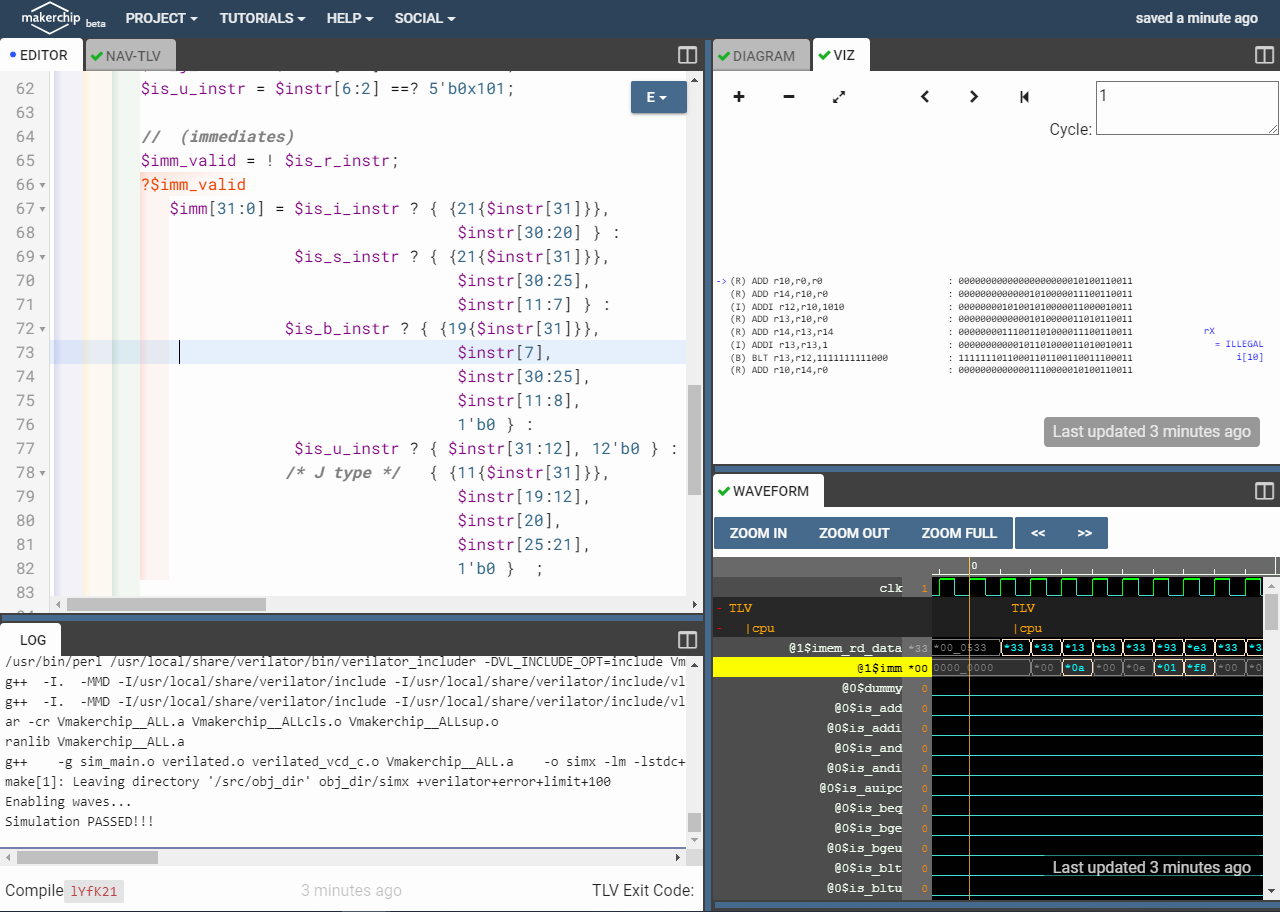 makerchip beta PROJECT TUTORIALS HELP SOCIAL saved a minute ago
EDITOR NAV-TLV
62 $is_u_instr = $instr[6:2] ==? 5'b0x101;
E
63
64 //  (immediates)
65 $imm_valid = ! $is_r_instr;
66 ?$imm_valid
67 $imm[31:0] = $is_i_instr ? { {21{$instr[31]}},
68 $instr[30:20] } :
69 $is_s_instr ? { {21{$instr[31]}},
70 $instr[30:25],
71 $instr[11:7] } :
72 $is_b_instr ? { {19{$instr[31]}},
73 $instr[7],
74 $instr[30:25],
75 $instr[11:8],
76 1'b0 } :
77 $is_u_instr ? { $instr[31:12], 12'b0 } :
78 /* J type */   { {11{$instr[31]}},
79 $instr[19:12],
80 $instr[20],
81 $instr[25:21],
82 1'b0 }  ;
83
LOG
/usr/bin/perl /usr/local/share/verilator/bin/verilator_includer -DVL_INCLUDE_OPT=include Vm
g++  -I.  -MMD -I/usr/local/share/verilator/include -I/usr/local/share/verilator/include/vl
g++  -I.  -MMD -I/usr/local/share/verilator/include -I/usr/local/share/verilator/include/vl
ar -cr Vmakerchip__ALL.a Vmakerchip__ALLcls.o Vmakerchip__ALLsup.o
ranlib Vmakerchip__ALL.a
g++    -g sim_main.o verilated.o verilated_vcd_c.o Vmakerchip__ALL.a    -o simx -lm -lstdc+
make[1]: Leaving directory '/src/obj_dir' obj_dir/simx +verilator+error+limit+100
Enabling waves...
Simulation PASSED!!!
Compile lYfK21 3 minutes ago TLV Exit Code:
DIAGRAM VIZ
Cycle: 1
-> (R) ADD r10,r0,r0 : 00000000000000000000010100110011
(R) ADD r14,r10,r0 : 00000000000001010000011100110011
(I) ADDI r12,r10,1010 : 00000000101001010000011000010011
(R) ADD r13,r10,r0 : 00000000000001010000011010110011
(R) ADD r14,r13,r14 : 00000000111001101000011100110011 rX
(I) ADDI r13,r13,1 : 00000000000101101000011010010011 = ILLEGAL
(B) BLT r13,r12,1111111111000 : 11111110110001101100110011100011 i[10]
(R) ADD r10,r14,r0 : 00000000000001110000010100110011
Last updated 3 minutes ago
WAVEFORM
ZOOM IN ZOOM OUT ZOOM FULL << >>
0
clk 1
- TLV TLV
- |cpu |cpu
@1$imem_rd_data *33 *00_0533 *33 *33 *13 *b3 *33 *93 *e3 *33 *3
@1$imm *00 0000_0000 *00 *0a *00 *0e *01 *f8 *00 *0
@0$dummy 0
@0$is_add 0
@0$is_addi 0
@0$is_and 0
@0$is_andi 0
@0$is_auipc 0
@0$is_beq 0
@0$is_bge 0
@0$is_bgeu 0
@0$is_blt 0
@0$is_bltu 0
Last updated 3 minutes ago